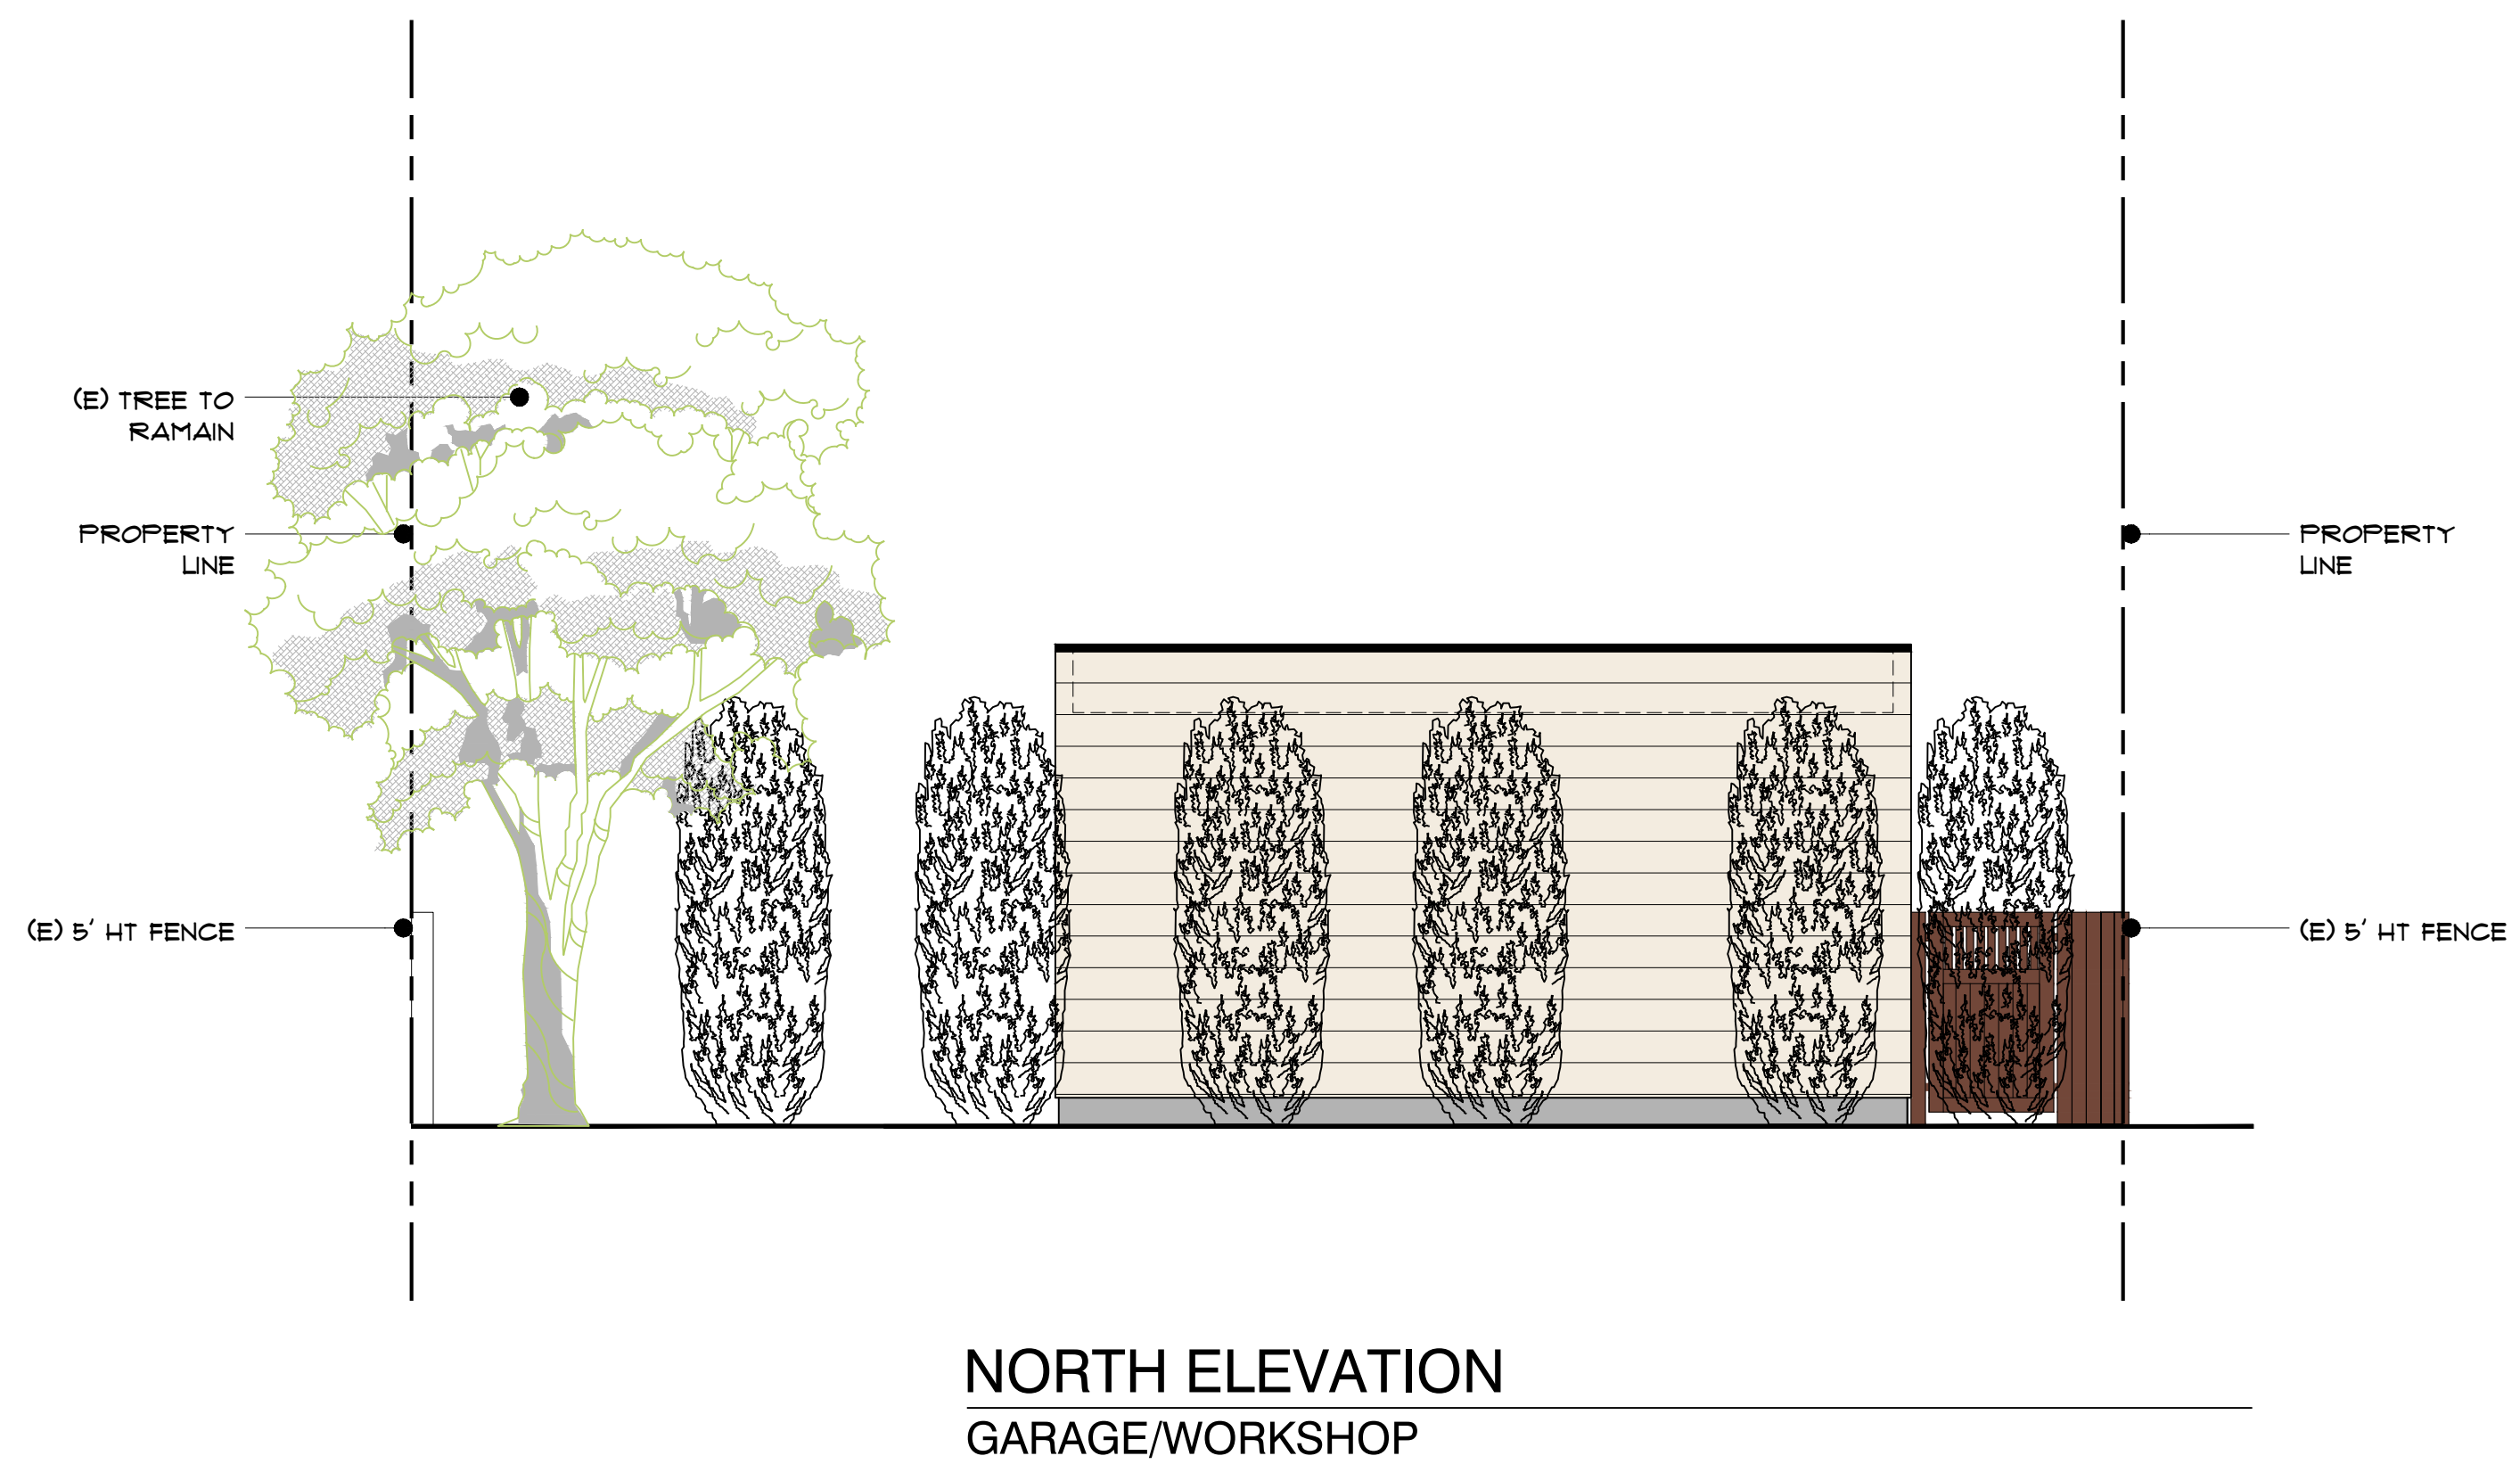 (E) TREE TO
RAMAIN
PROPERTY
LINE
PROPERTY
LINE
(E) 5' HT FENCE
(E) 5' HT FENCE
NORTH ELEVATION
GARAGE/WORKSHOP